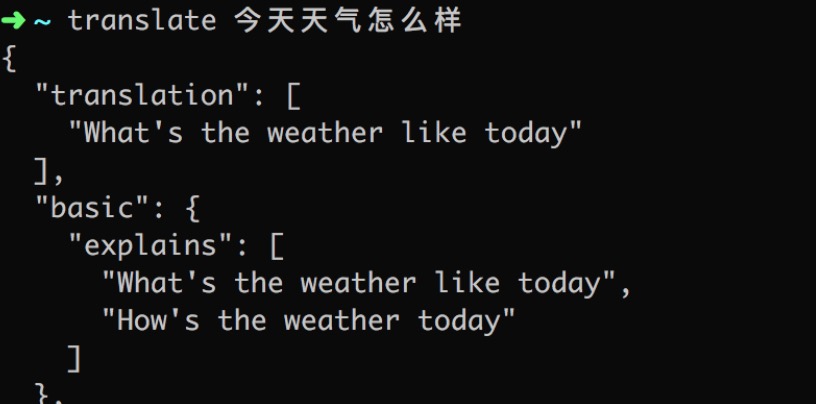 ➜ ~ translate 今天天气怎么样
{
  "translation": [
    "What's the weather like today"
  ],
  "basic": {
    "explains": [
      "What's the weather like today",
      "How's the weather today"
    ]
  },